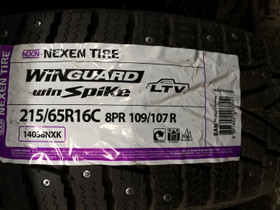 NEXEN TIRE
NEXEN TIRE
WINGUARD
winSpike
LTV
215/65R16C 8PR 109/107 R
14058NXK